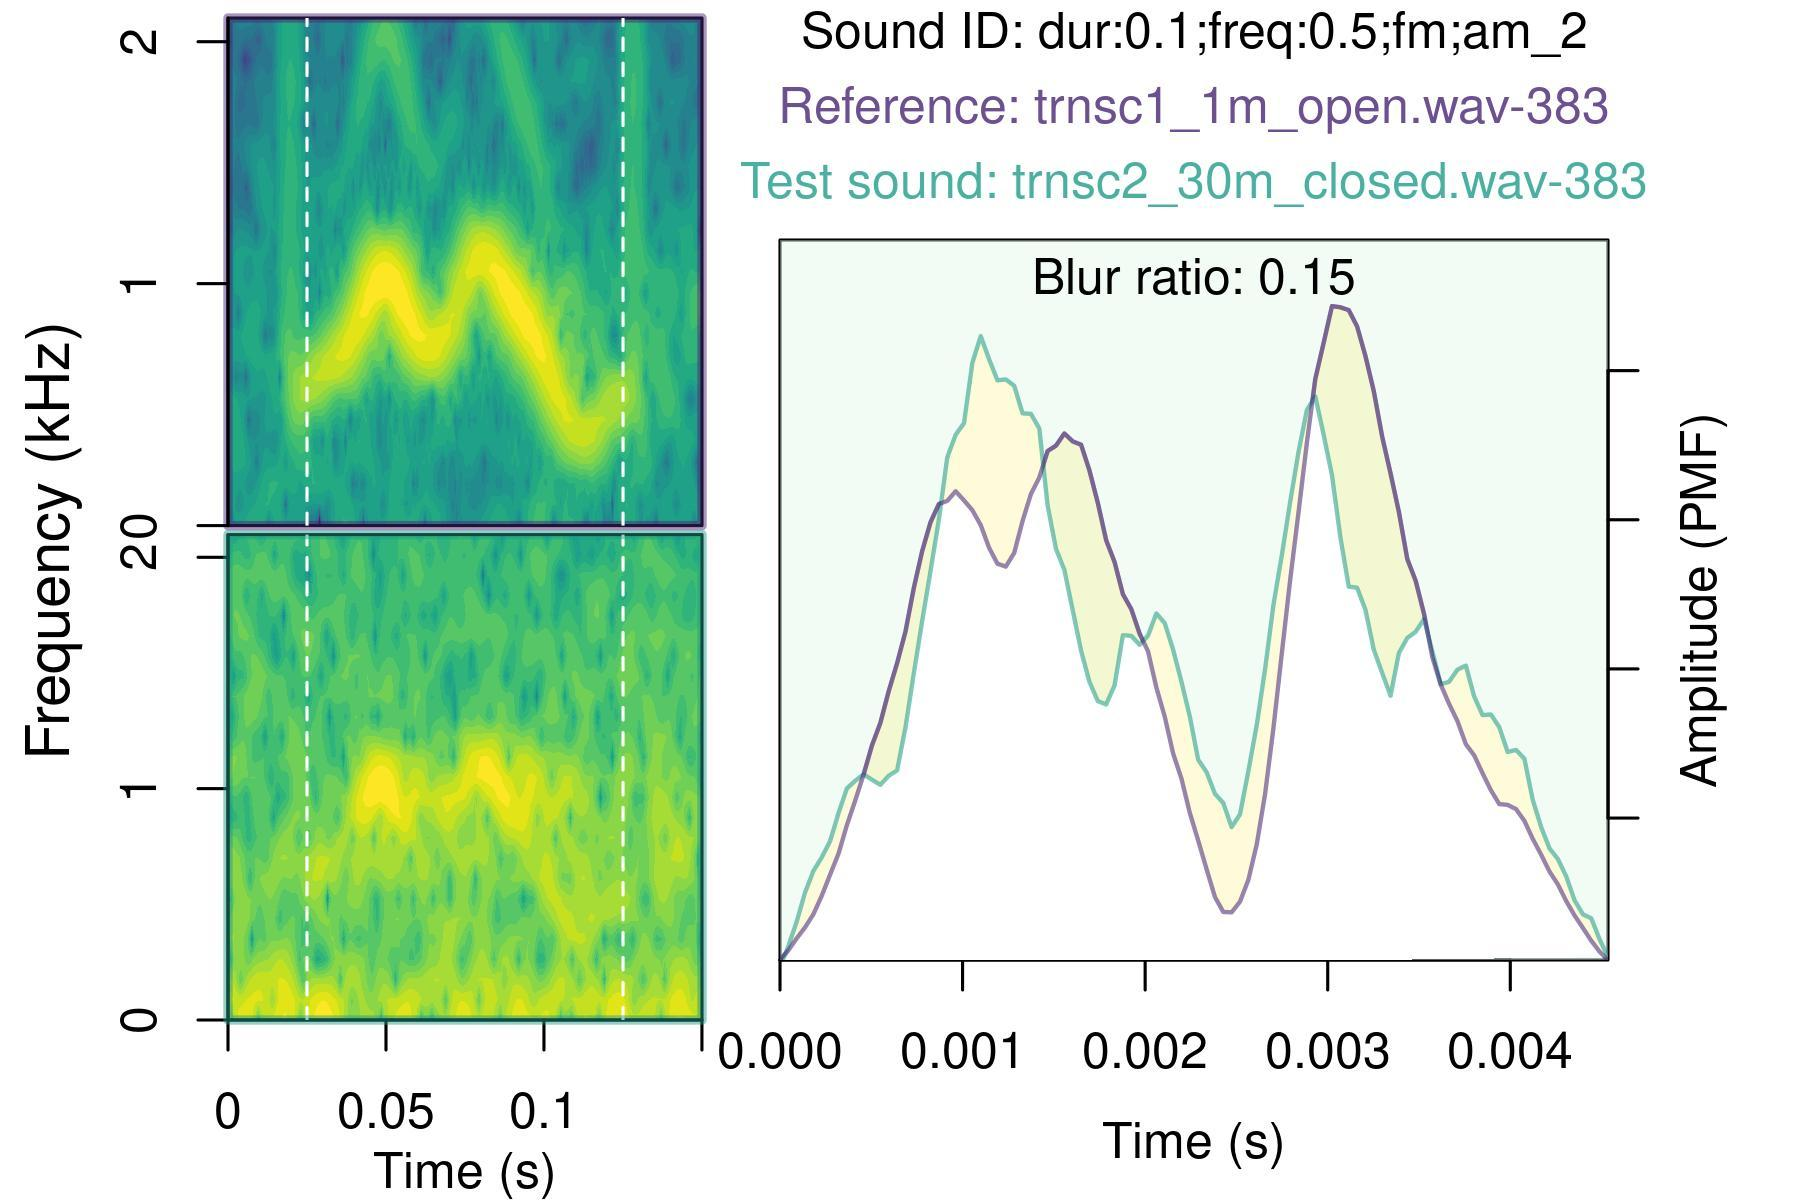 Sound ID: dur:0.1;freq:0.5;fm;am_2
Reference: trnsc1_1m_open.wav-383
Test sound: trnsc2_30m_closed.wav-383
Blur ratio: 0.15
Frequency (kHz)
2
1
0
2
1
0
0 0.05 0.1
Time (s)
0.000 0.001 0.002 0.003 0.004
Time (s)
Amplitude (PMF)